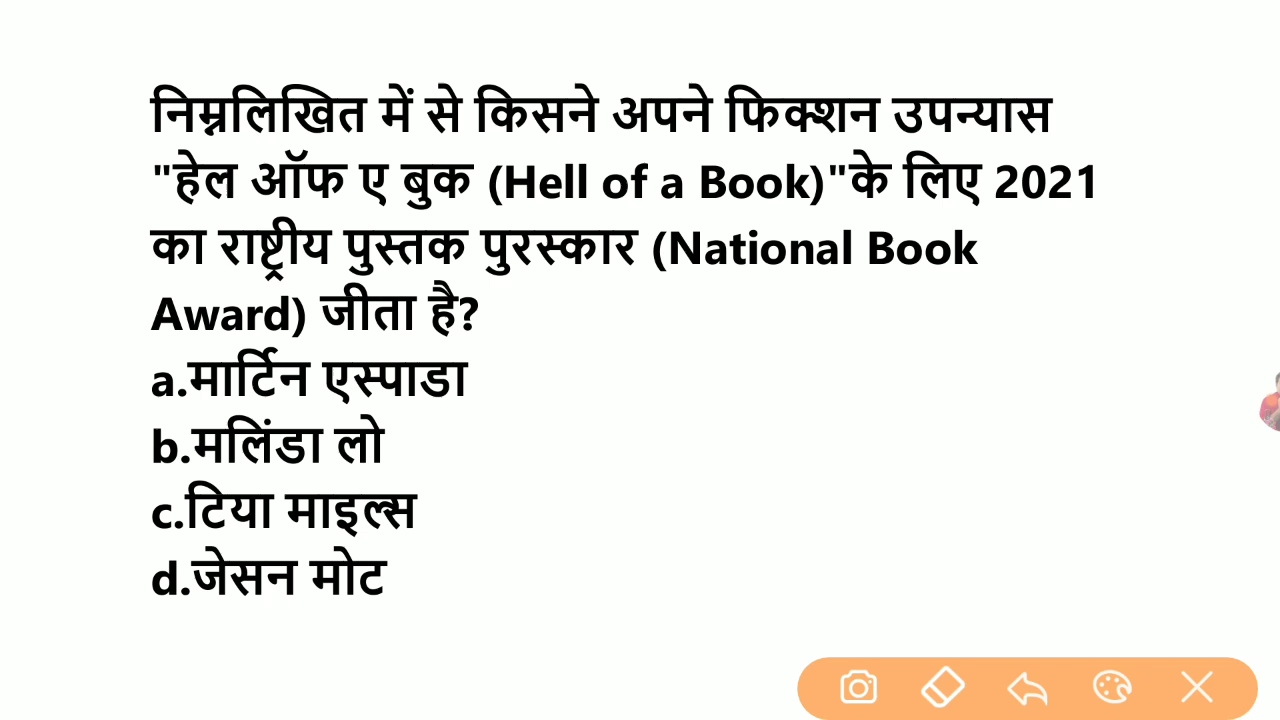 निम्नलिखित में से किसने अपने फिक्शन उपन्यास
"हेल ऑफ ए बुक (Hell of a Book)"के लिए 2021
का राष्ट्रीय पुस्तक पुरस्कार (National Book
Award) जीता है?
a.मार्टिन एस्पाडा
b.मलिंडा लो
c.टिया माइल्स
d.जेसन मोट